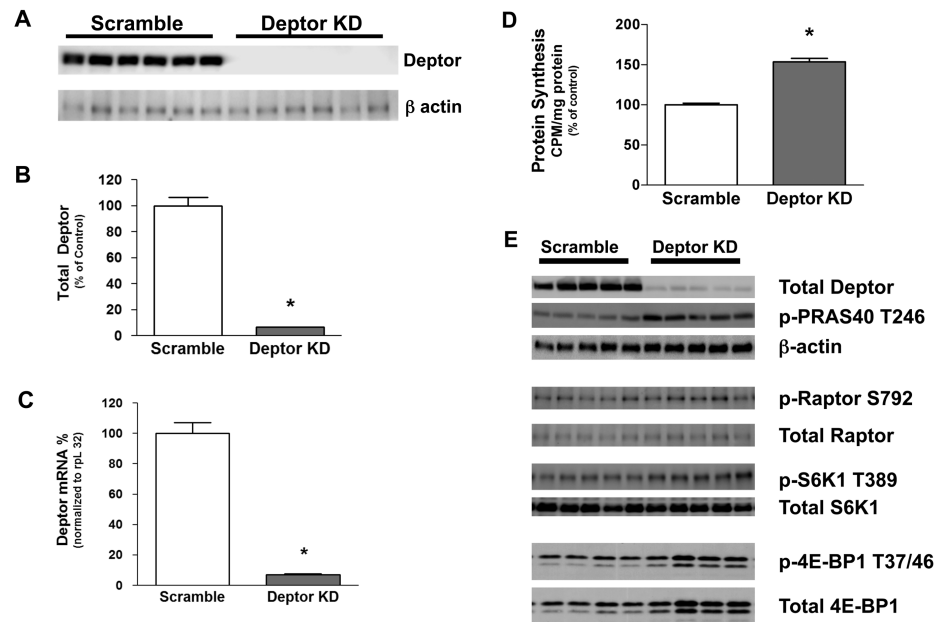 A
Scramble Deptor KD
Deptor
β actin
B
Total Deptor
(% of Control)
120
100
80
60
40
20
0
*
Scramble Deptor KD
C
Deptor mRNA %
(normalized to rpL 32)
120
100
80
60
40
20
0
*
Scramble Deptor KD
D
Protein Synthesis
CPM/mg protein
(% of control)
200
150
100
50
0
*
Scramble Deptor KD
E
Scramble Deptor KD
Total Deptor
p-PRAS40 T246
β-actin
p-Raptor S792
Total Raptor
p-S6K1 T389
Total S6K1
p-4E-BP1 T37/46
Total 4E-BP1